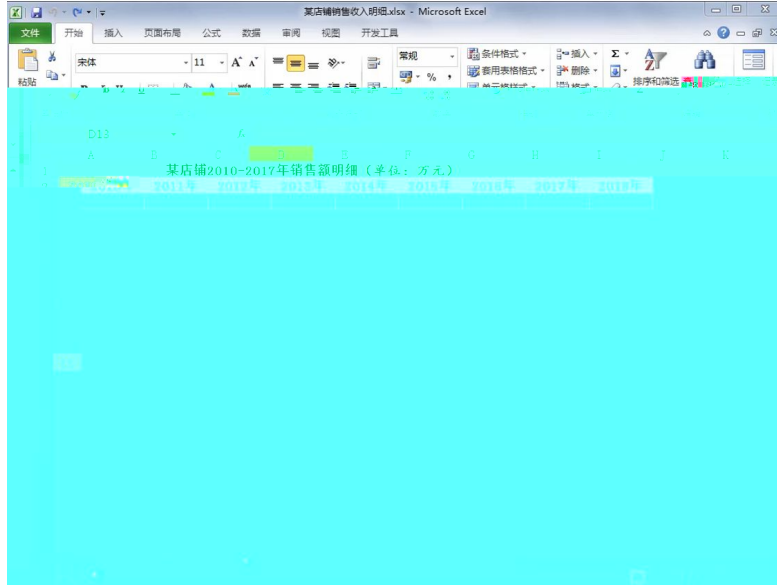 某店铺销售收入明细.xlsx - Microsoft Excel
文件 开始 插入 页面布局 公式 数据 审阅 视图 开发工具
宋体 11 A A 常规 条件格式 插入 Σ
粘贴 % , 套用表格格式 删除 排序和筛选
D13
A B C D E G H I
某店铺2010-2017年销售额明细(单位:万元)
2011年 2012年 2013年 2014年 2015年 2016年 2017年 2018年